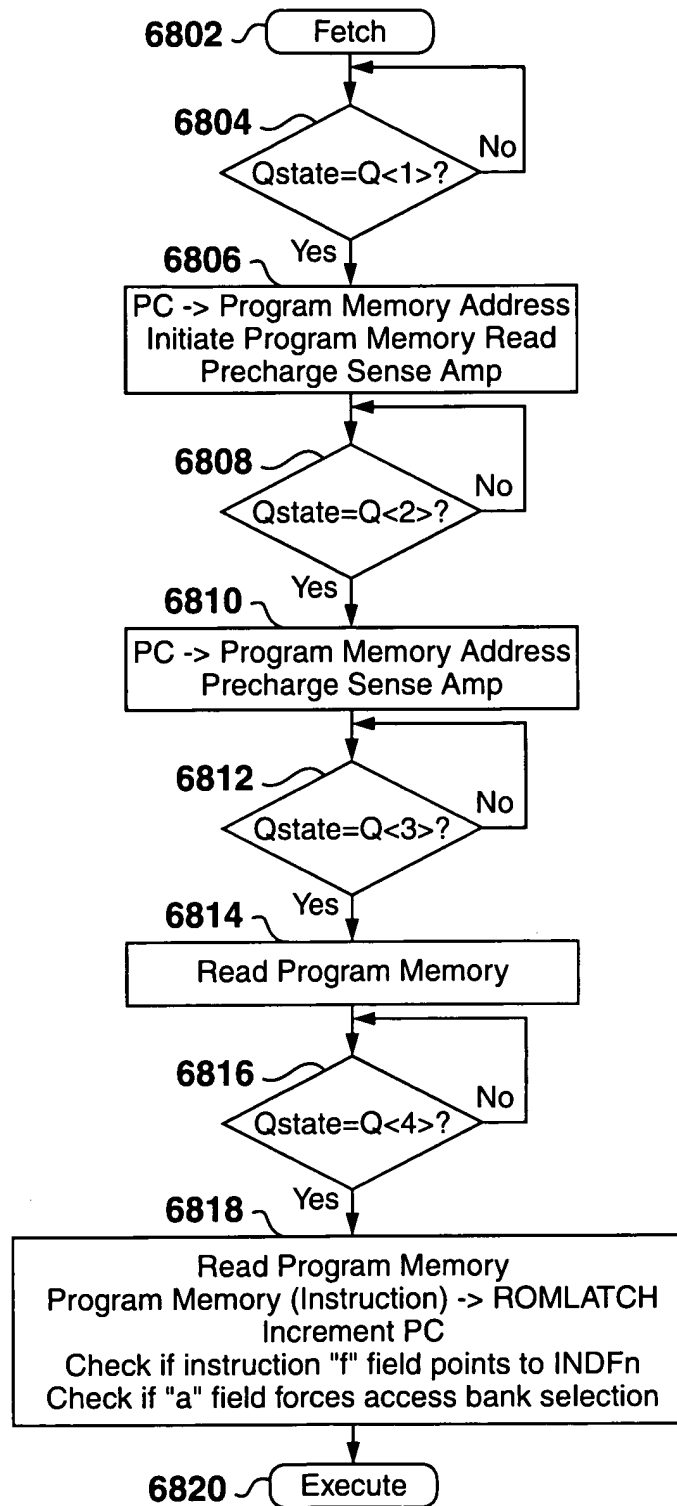 6802
Fetch
6804
Qstate=Q<1>?
No
Yes
6806
PC -> Program Memory Address
Initiate Program Memory Read
Precharge Sense Amp
6808
Qstate=Q<2>?
No
Yes
6810
PC -> Program Memory Address
Precharge Sense Amp
6812
Qstate=Q<3>?
No
Yes
6814
Read Program Memory
6816
Qstate=Q<4>?
No
Yes
6818
Read Program Memory
Program Memory (Instruction) -> ROMLATCH
Increment PC
Check if instruction "f" field points to INDFn
Check if "a" field forces access bank selection
6820
Execute